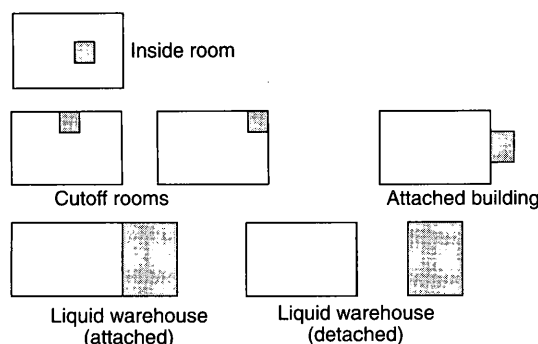 Inside room
Cutoff rooms
Attached building
Liquid warehouse
(attached)
Liquid warehouse
(detached)